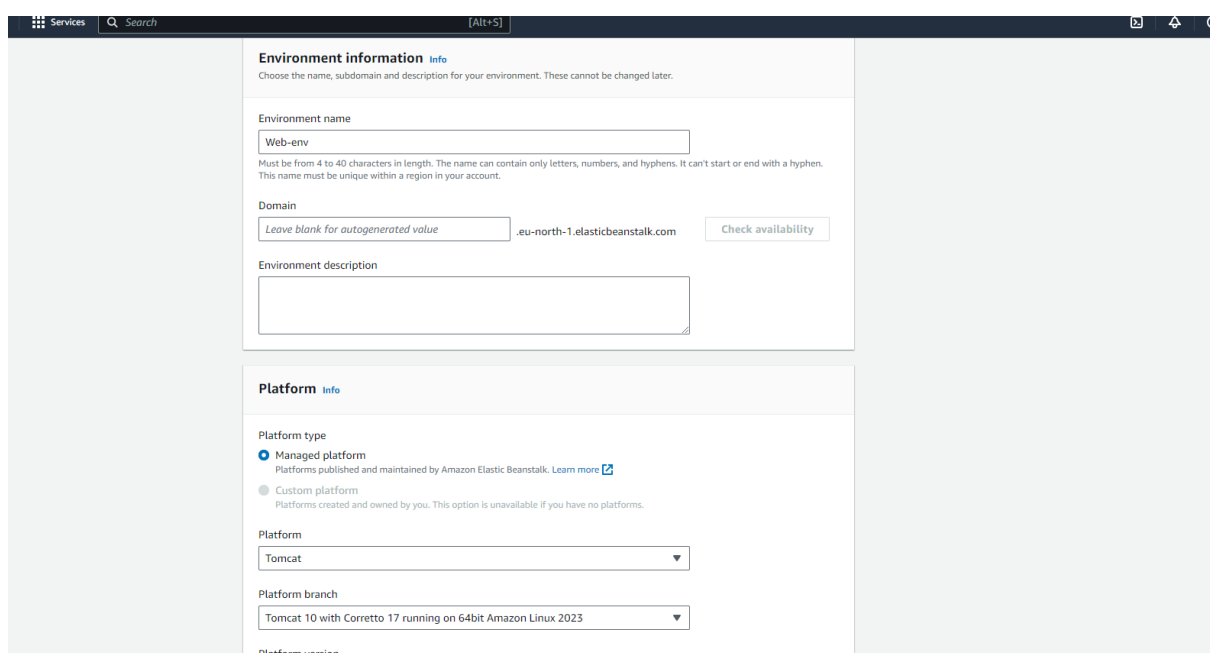 Services
Search
[Alt+S]
Environment information Info
Choose the name, subdomain and description for your environment. These cannot be changed later.
Environment name
Web-env
Must be from 4 to 40 characters in length. The name can contain only letters, numbers, and hyphens. It can't start or end with a hyphen.
This name must be unique within a region in your account.
Domain
Leave blank for autogenerated value
.eu-north-1.elasticbeanstalk.com
Check availability
Environment description
Platform Info
Platform type
Managed platform
Platforms published and maintained by Amazon Elastic Beanstalk. Learn more
Custom platform
Platforms created and owned by you. This option is unavailable if you have no platforms.
Platform
Tomcat
Platform branch
Tomcat 10 with Corretto 17 running on 64bit Amazon Linux 2023
Platform version